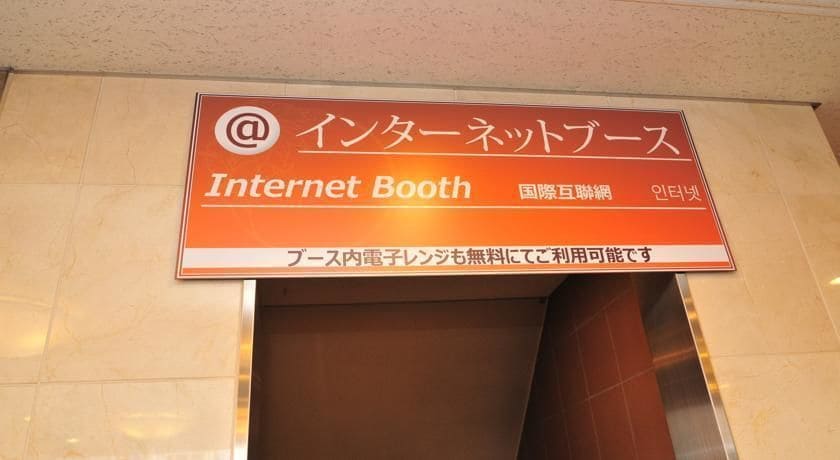 @ インターネットブース
Internet Booth 国際互聯網 인터넷
ブース内電子レンジも無料にてご利用可能です